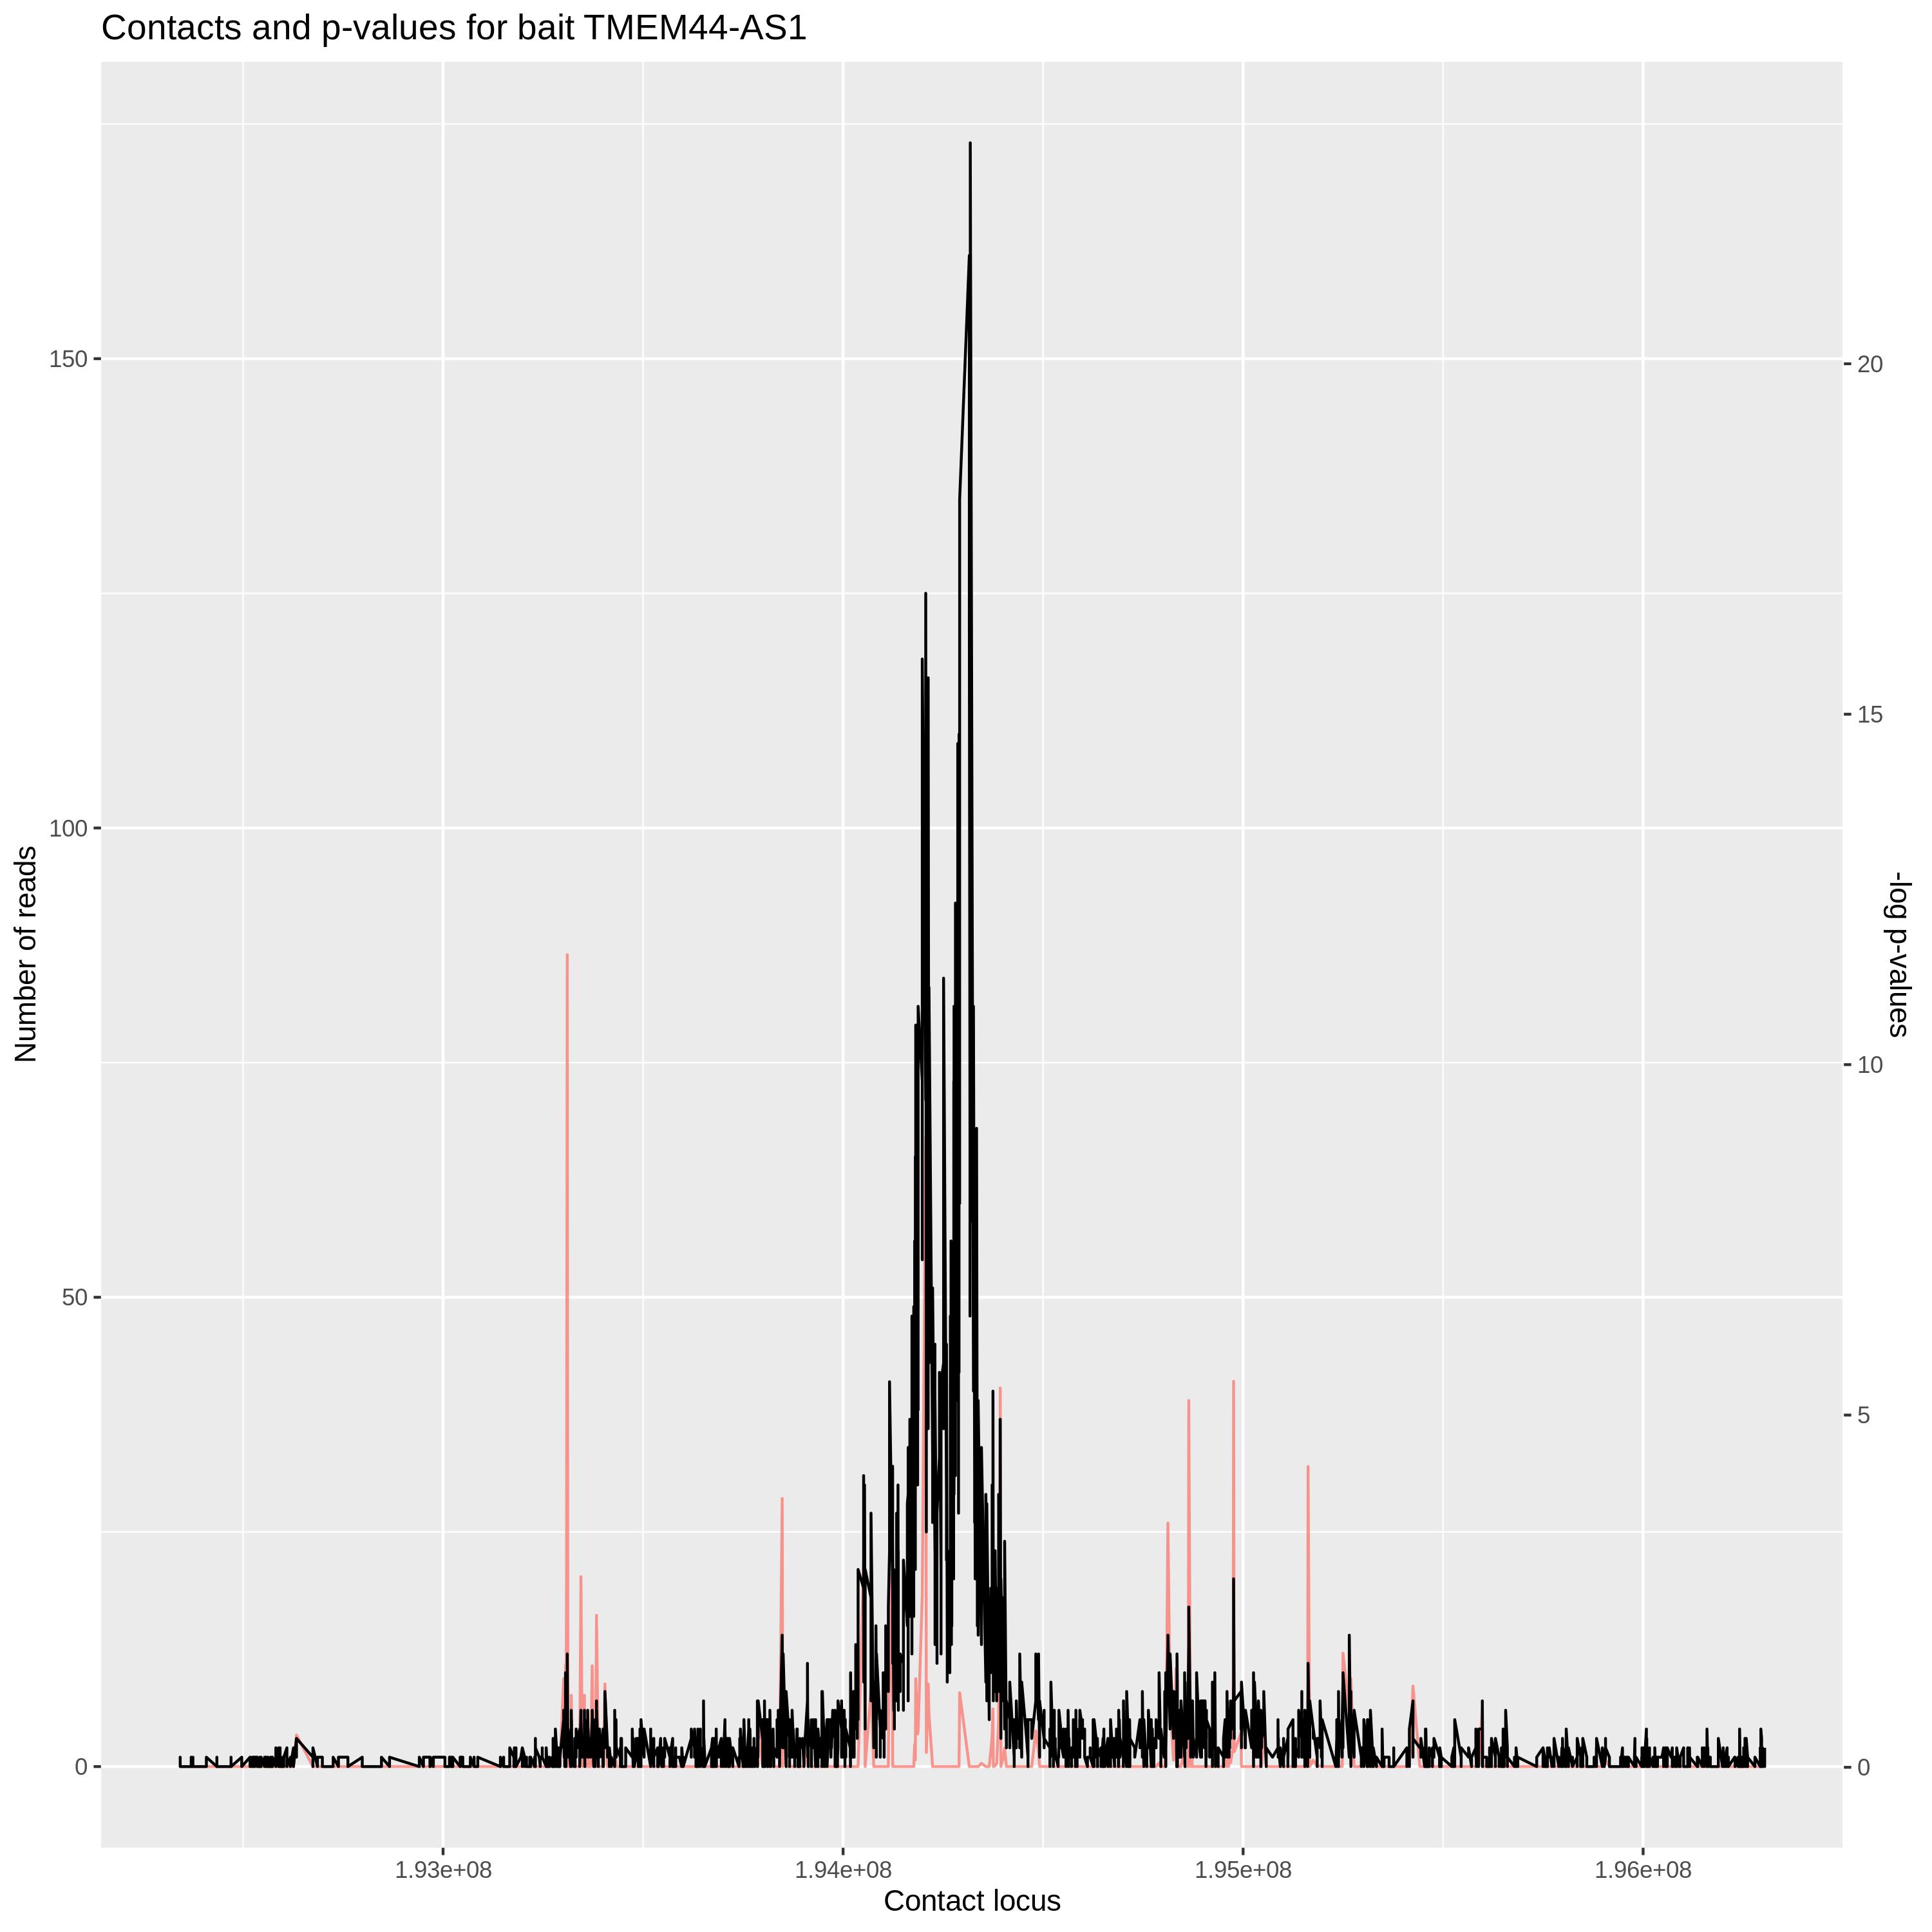 Contacts and p-values for bait TMEM44-AS1
Number of reads
150
100
50
0
20
15
10
5
0
-log p-values
1.93e+08
1.94e+08
1.95e+08
1.96e+08
Contact locus